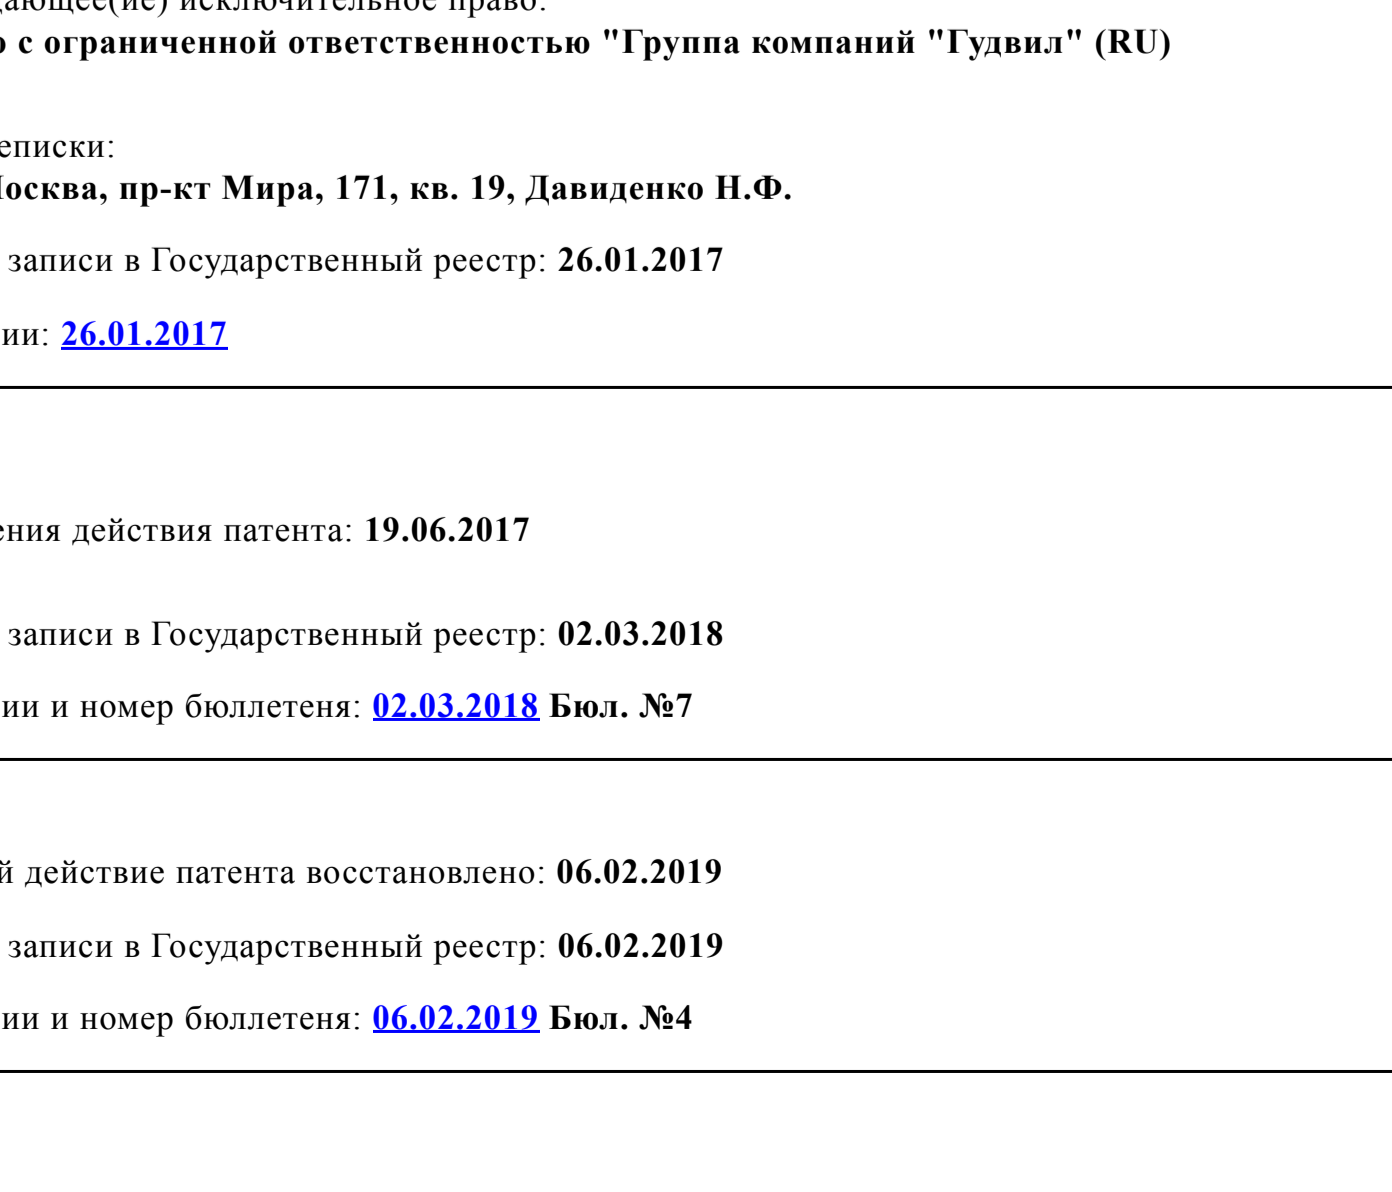 дающее(ие) исключительное право:
о с ограниченной ответственностью "Группа компаний "Гудвил" (RU)
еписки:
Москва, пр-кт Мира, 171, кв. 19, Давиденко Н.Ф.
записи в Государственный реестр: 26.01.2017
ии: 26.01.2017
ения действия патента: 19.06.2017
записи в Государственный реестр: 02.03.2018
ии и номер бюллетеня: 02.03.2018 Бюл. №7
й действие патента восстановлено: 06.02.2019
записи в Государственный реестр: 06.02.2019
ии и номер бюллетеня: 06.02.2019 Бюл. №4